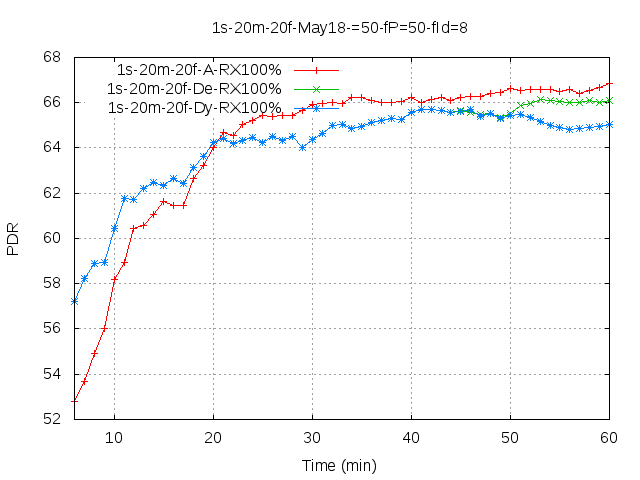 1s-20m-20f-May18-=50-fP=50-fId=8
68
66
64
62
60
58
56
54
52
PDR
1s-20m-20f-A-RX100%
1s-20m-20f-De-RX100%
1s-20m-20f-Dy-RX100%
10
20
30
40
50
60
Time (min)